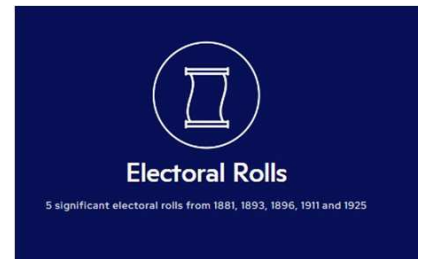 Electoral Rolls
5 significant electoral rolls from 1881, 1893, 1896, 1911 and 1925